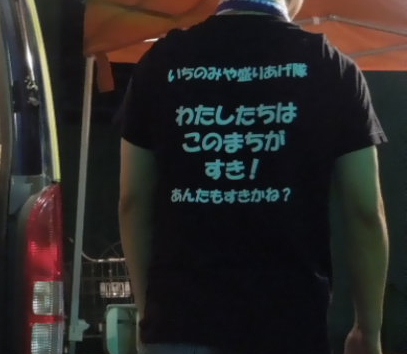 いちのみや盛りあげ隊
わたしたちは
このまちが
すき！
あんたもすきかね？